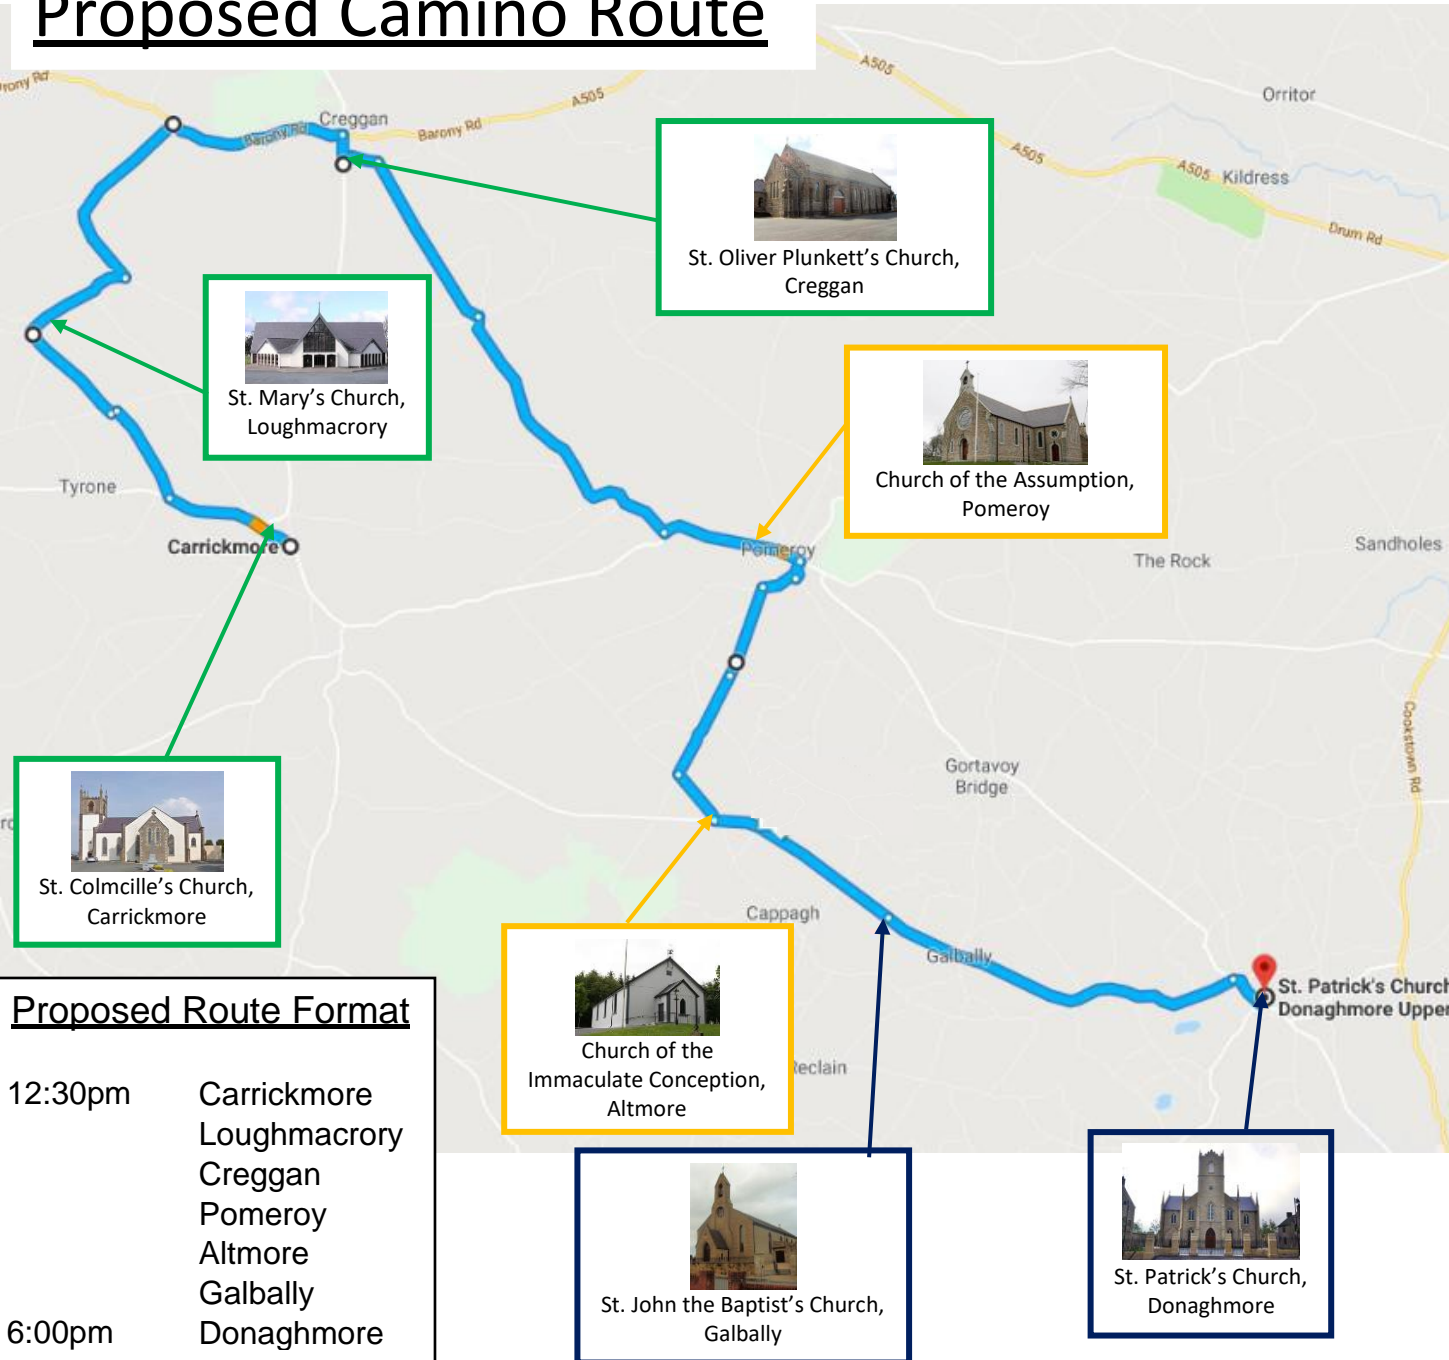 Proposed Camino Route
A505
Orritor
A505
Creggan
Barony Rd
Barony Rd
A505
A505
Kildress
Drum Rd
St. Oliver Plunkett's Church,
Creggan
St. Mary's Church,
Loughmacrory
Church of the Assumption,
Pomeroy
Tyrone
Carrickmore
Pomeroy
The Rock
Sandholes
Cookstown Rd
Gortavoy
Bridge
St. Colmcille's Church,
Carrickmore
Cappagh
Galbally
St. Patrick's Church
Donaghmore Upper
Church of the
Immaculate Conception,
Altmore
Reclain
Proposed Route Format
12:30pm Carrickmore
Loughmacrory
Creggan
Pomeroy
Altmore
Galbally
6:00pm Donaghmore
St. John the Baptist's Church,
Galbally
St. Patrick's Church,
Donaghmore